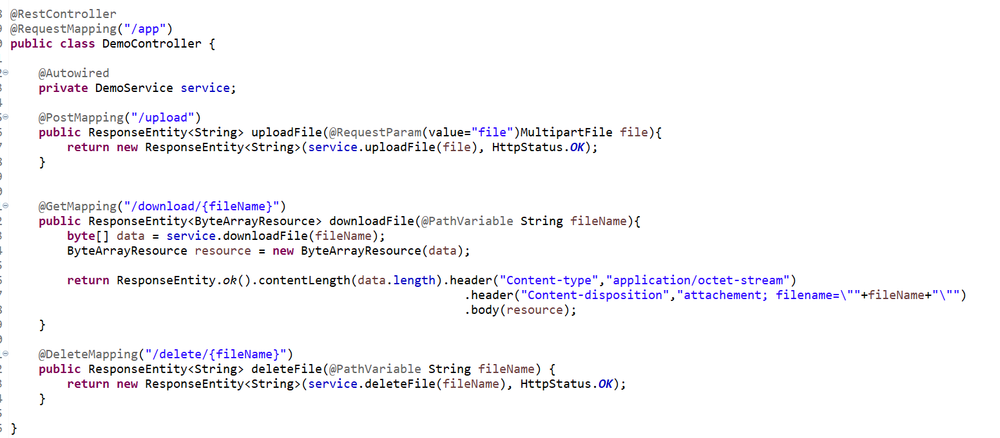 @RestController
@RequestMapping("/app")
public class DemoController {
@Autowired
private DemoService service;
@PostMapping("/upload")
public ResponseEntity<String> uploadFile(@RequestParam(value="file")MultipartFile file){
return new ResponseEntity<String>(service.uploadFile(file), HttpStatus.OK);
}
@GetMapping("/download/{fileName}")
public ResponseEntity<ByteArrayResource> downloadFile(@PathVariable String fileName){
byte[] data = service.downloadFile(fileName);
ByteArrayResource resource = new ByteArrayResource(data);
return ResponseEntity.ok().contentLength(data.length).header("Content-type","application/octet-stream")
.header("Content-disposition","attachement; filename=\""+fileName+"\"")
.body(resource);
}
@DeleteMapping("/delete/{fileName}")
public ResponseEntity<String> deleteFile(@PathVariable String fileName) {
return new ResponseEntity<String>(service.deleteFile(fileName), HttpStatus.OK);
}
}